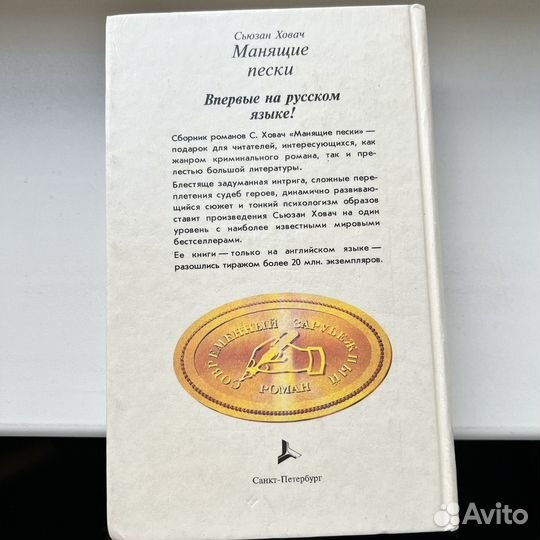 Сьюзан Ховач
Манящие
пески
Впервые на русском
языке!
Сборник романов С. Ховач «Манящие пески» —
подарок для читателей, интересующихся, как
жанром криминального романа, так и пре-
лестью большой литературы.
Блестяще задуманная интрига, сложные пере-
плетения судеб героев, динамично развиваю-
щийся сюжет и тонкий психологизм образов
ставит произведения Сьюзан Ховач на один
уровень с наиболее известными мировыми
бестселлерами.
Ее книги — только на английском языке —
разошлись тиражом более 20 млн. экземпляров.
СОВРЕМЕННЫЙ ЗАРУБЕЖНЫЙ
РОМАН
Санкт-Петербург
Avito